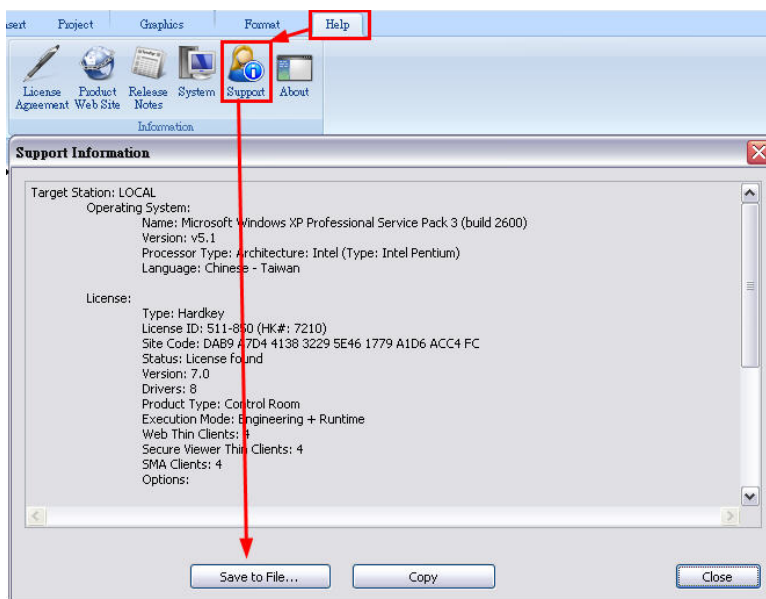 nsert Project Graphics Format Help
License Agreement
Product Web Site
Release Notes
System
Support
About
Information
Support Information
Target Station: LOCAL
Operating System:
Name: Microsoft Windows XP Professional Service Pack 3 (build 2600)
Version: v5.1
Processor Type: Architecture: Intel (Type: Intel Pentium)
Language: Chinese - Taiwan
License:
Type: Hardkey
License ID: 511-850 (HK#: 7210)
Site Code: DAB9 A7D4 4138 3229 5E46 1779 A1D6 ACC4 FC
Status: License found
Version: 7.0
Drivers: 8
Product Type: Control Room
Execution Mode: Engineering + Runtime
Web Thin Clients: 4
Secure Viewer Thin Clients: 4
SMA Clients: 4
Options:
Save to File... Copy Close